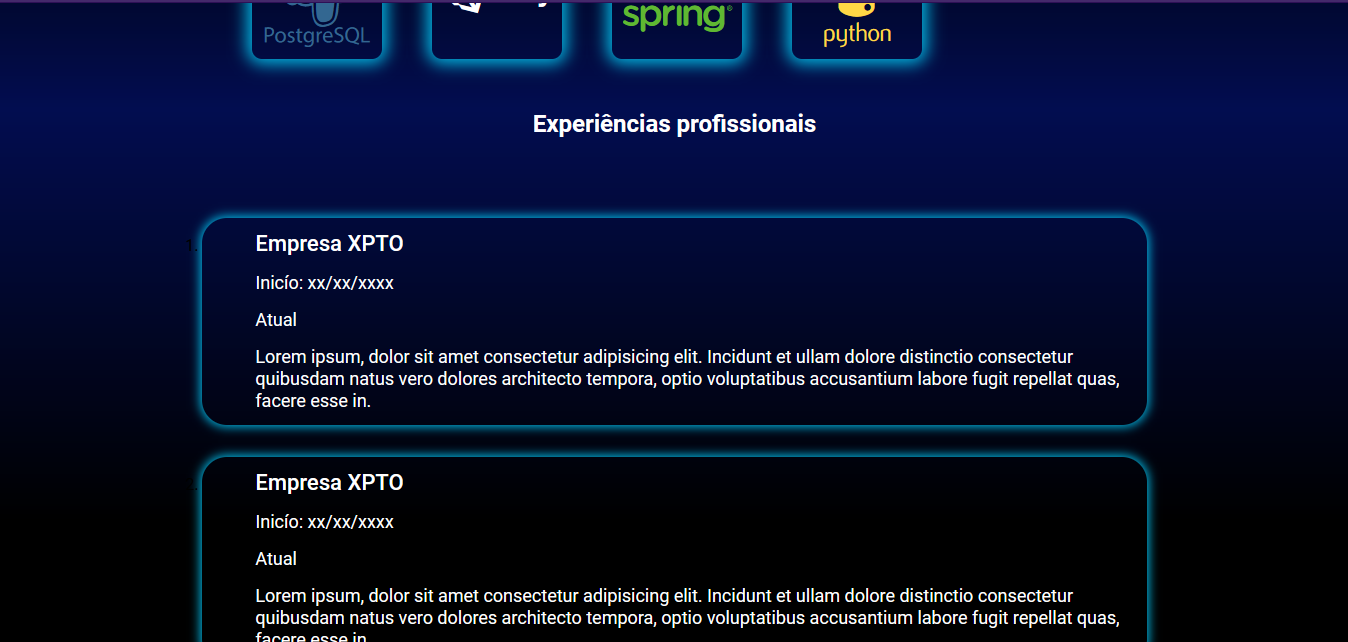 PostgreSQL
spring®
python
Experiências profissionais
1.
Empresa XPTO
Inicío: xx/xx/xxxx
Atual
Lorem ipsum, dolor sit amet consectetur adipisicing elit. Incidunt et ullam dolore distinctio consectetur
quibusdam natus vero dolores architecto tempora, optio voluptatibus accusantium labore fugit repellat quas,
facere esse in.
Empresa XPTO
Inicío: xx/xx/xxxx
Atual
Lorem ipsum, dolor sit amet consectetur adipisicing elit. Incidunt et ullam dolore distinctio consectetur
quibusdam natus vero dolores architecto tempora, optio voluptatibus accusantium labore fugit repellat quas,
facere esse in.